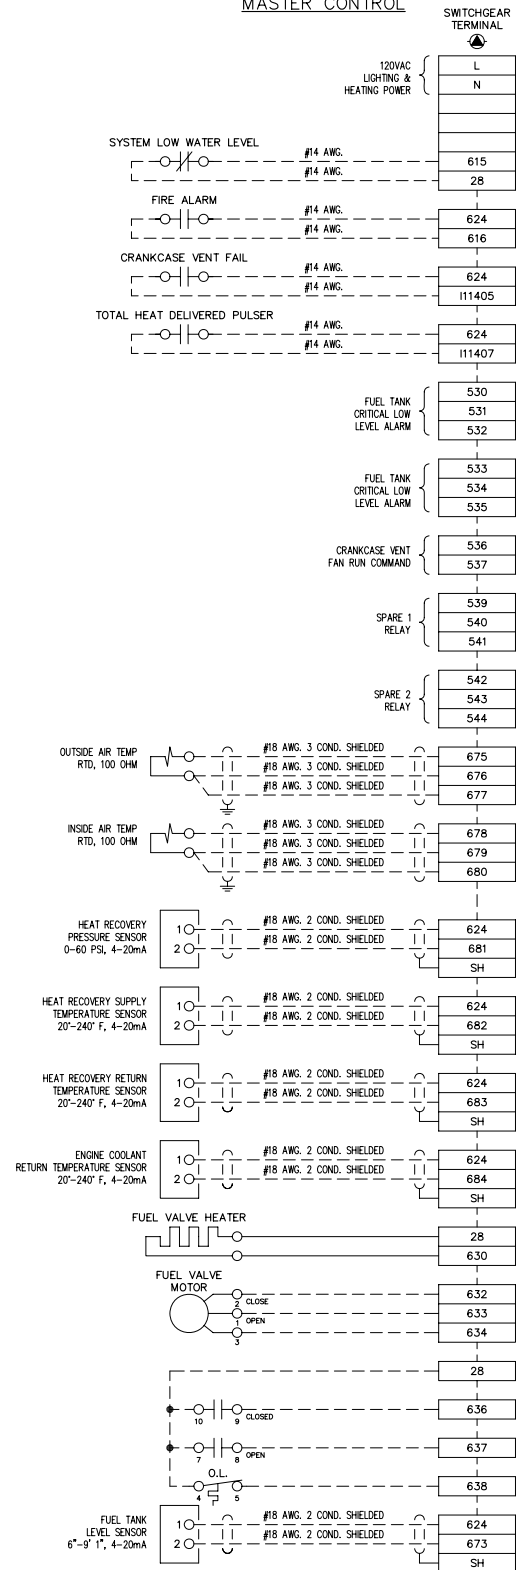 MASTER CONTROL
SWITCHGEAR
TERMINAL
120VAC
LIGHTING &
HEATING POWER
L
N
SYSTEM LOW WATER LEVEL
#14 AWG.
615
#14 AWG.
28
FIRE ALARM
#14 AWG.
624
#14 AWG.
616
CRANKCASE VENT FAIL
#14 AWG.
624
#14 AWG.
I11405
TOTAL HEAT DELIVERED PULSER
#14 AWG.
624
#14 AWG.
I11407
FUEL TANK
CRITICAL LOW
LEVEL ALARM
530
531
532
FUEL TANK
CRITICAL LOW
LEVEL ALARM
533
534
535
CRANKCASE VENT
FAN RUN COMMAND
536
537
SPARE 1
RELAY
539
540
541
SPARE 2
RELAY
542
543
544
OUTSIDE AIR TEMP
RTD, 100 OHM
#18 AWG. 3 COND. SHIELDED
675
#18 AWG. 3 COND. SHIELDED
676
#18 AWG. 3 COND. SHIELDED
677
INSIDE AIR TEMP
RTD, 100 OHM
#18 AWG. 3 COND. SHIELDED
678
#18 AWG. 3 COND. SHIELDED
679
#18 AWG. 3 COND. SHIELDED
680
HEAT RECOVERY
PRESSURE SENSOR
0-60 PSI, 4-20mA
1
#18 AWG. 2 COND. SHIELDED
624
2
#18 AWG. 2 COND. SHIELDED
681
SH
HEAT RECOVERY SUPPLY
TEMPERATURE SENSOR
20°-240° F, 4-20mA
1
#18 AWG. 2 COND. SHIELDED
624
2
#18 AWG. 2 COND. SHIELDED
682
SH
HEAT RECOVERY RETURN
TEMPERATURE SENSOR
20°-240° F, 4-20mA
1
#18 AWG. 2 COND. SHIELDED
624
2
#18 AWG. 2 COND. SHIELDED
683
SH
ENGINE COOLANT
RETURN TEMPERATURE SENSOR
20°-240° F, 4-20mA
1
#18 AWG. 2 COND. SHIELDED
624
2
#18 AWG. 2 COND. SHIELDED
684
SH
FUEL VALVE HEATER
28
630
FUEL VALVE
MOTOR
2 CLOSE
632
1 OPEN
633
3
634
28
10 9 CLOSED
636
7 8 OPEN
637
O.L.
4 5
638
FUEL TANK
LEVEL SENSOR
6"-9' 1", 4-20mA
1
#18 AWG. 2 COND. SHIELDED
624
2
#18 AWG. 2 COND. SHIELDED
673
SH